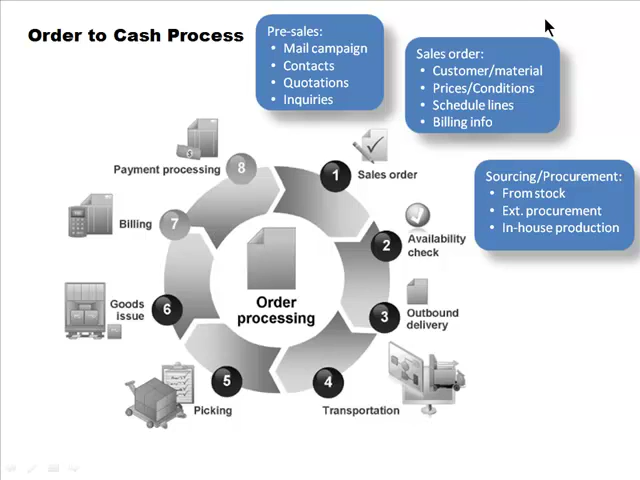 Order to Cash Process
Pre-sales:
• Mail campaign
• Contacts
• Quotations
• Inquiries
Sales order:
• Customer/material
• Prices/Conditions
• Schedule lines
• Billing info
Sourcing/Procurement:
• From stock
• Ext. procurement
• In-house production
1
Sales order
2
Availability
check
3
Outbound
delivery
4
Transportation
5
Picking
6
Goods
issue
7
Billing
8
Payment processing
Order
processing